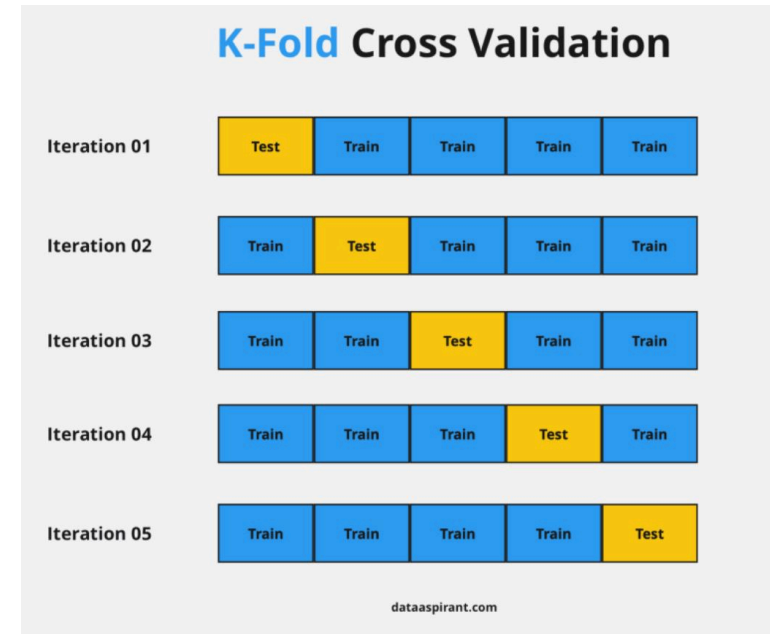 K-Fold Cross Validation
Iteration 01 Test Train Train Train Train
Iteration 02 Train Test Train Train Train
Iteration 03 Train Train Test Train Train
Iteration 04 Train Train Train Test Train
Iteration 05 Train Train Train Train Test
dataaspirant.com